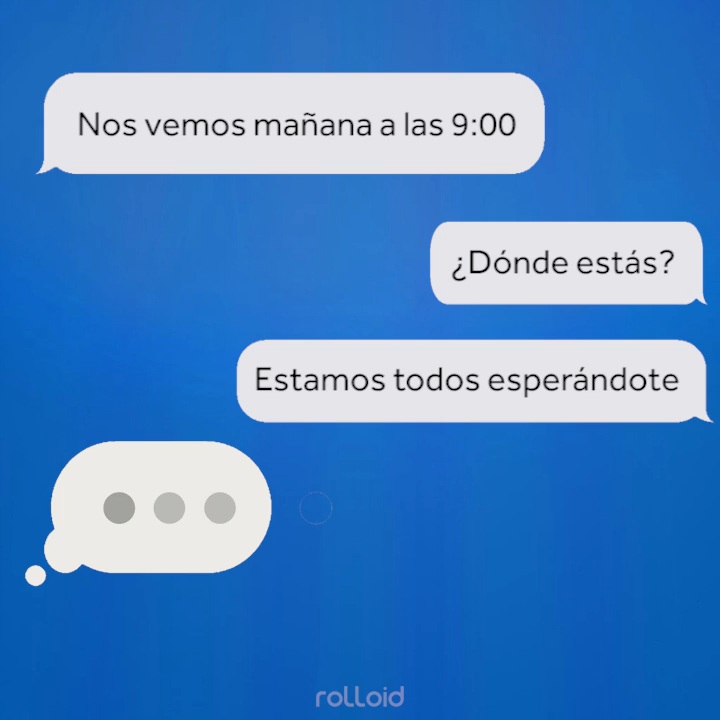 Nos vemos mañana a las 9:00
¿Dónde estás?
Estamos todos esperándote
rolloid